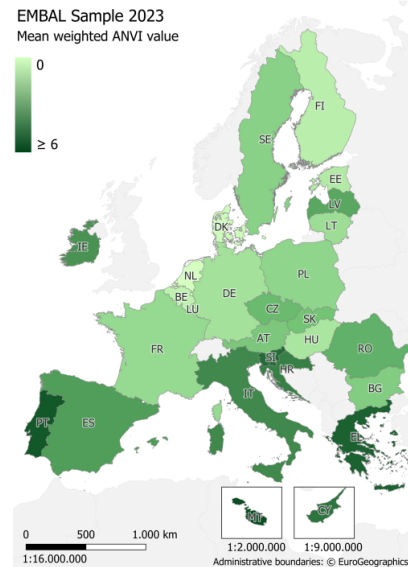 EMBAL Sample 2023
Mean weighted ANVI value
0
≥ 6
FI
SE
EE
LV
LT
DK
IE
NL
BE
LU
DE
PL
CZ
SK
AT
HU
FR
SI
HR
RO
IT
BG
PT
ES
EL
MT
CY
0 500 1.000 km
1:16.000.000
1:2.000.000
1:9.000.000
Administrative boundaries: © EuroGeographics